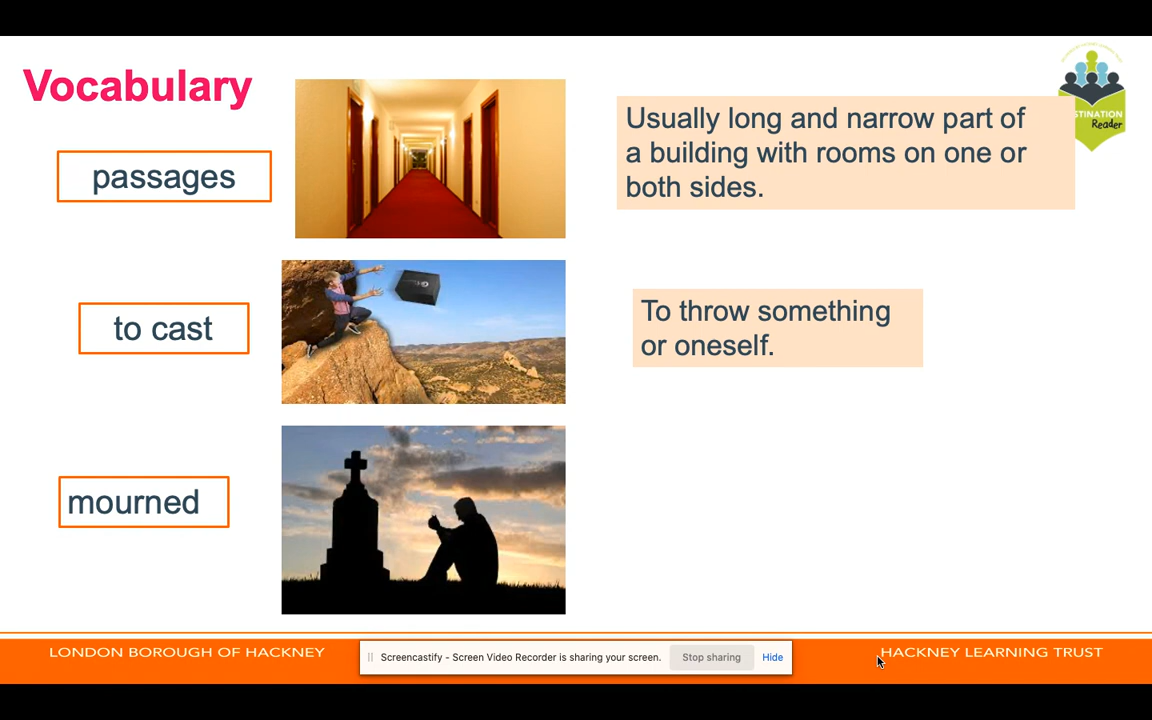 Vocabulary
STINATION
Reader
passages
Usually long and narrow part of
a building with rooms on one or
both sides.
to cast
To throw something
or oneself.
mourned
LONDON BOROUGH OF HACKNEY
Screencastify - Screen Video Recorder is sharing your screen.
Stop sharing
Hide
HACKNEY LEARNING TRUST